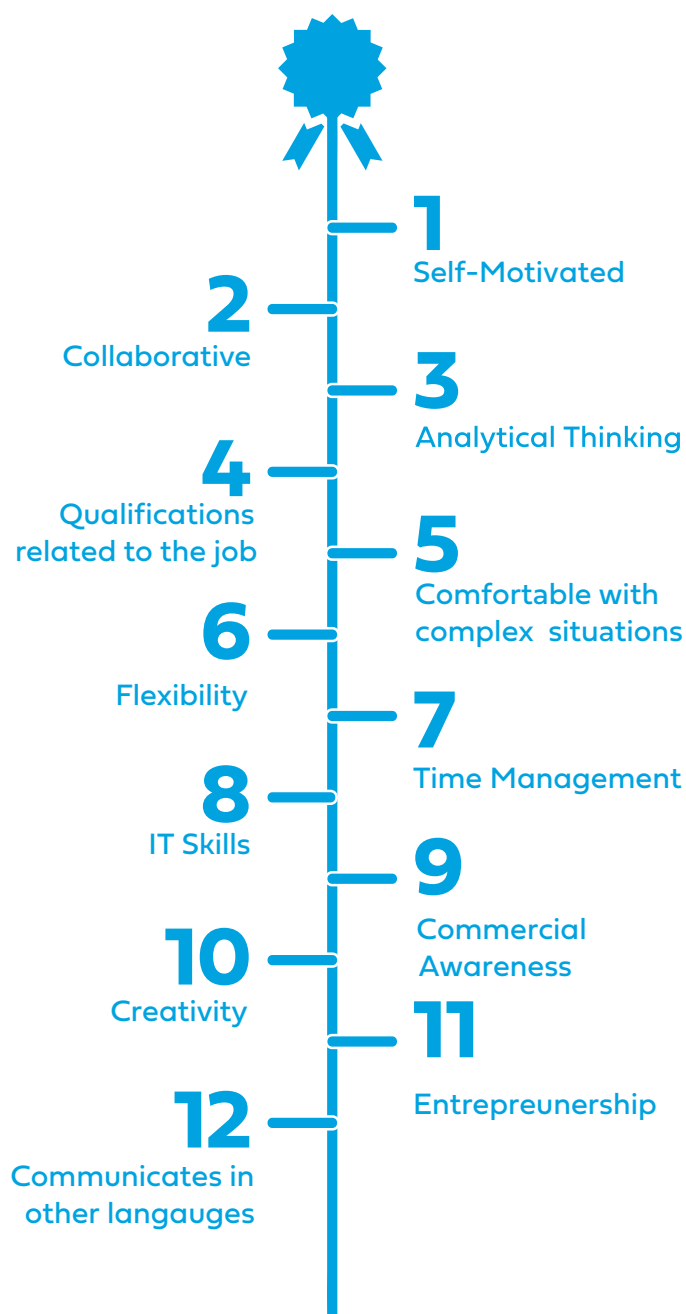 1
Self-Motivated
2
Collaborative
3
Analytical Thinking
4
Qualifications
related to the job
5
Comfortable with
complex situations
6
Flexibility
7
Time Management
8
IT Skills
9
Commercial
Awareness
10
Creativity
11
Entrepreunership
12
Communicates in
other langauges